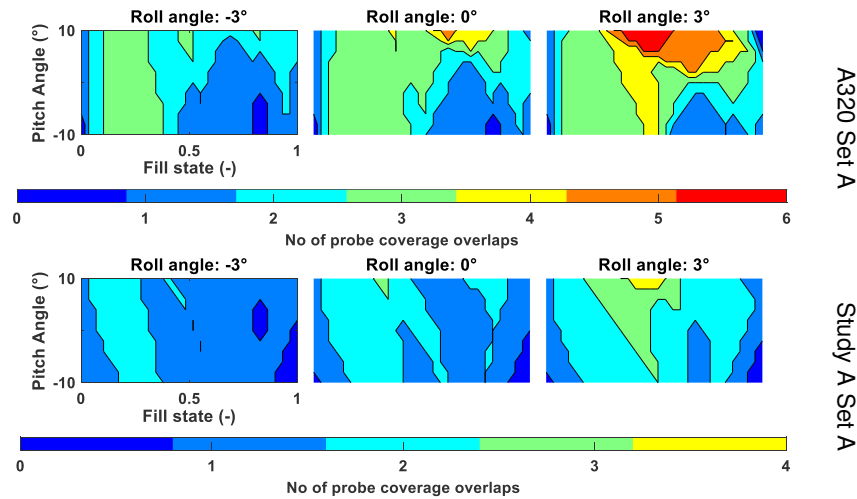 Roll angle: -3° Roll angle: 0° Roll angle: 3°
10
Pitch Angle (°)
-10
0 0.5 1
Fill state (-)
A320 Set A
0 1 2 3 4 5 6
No of probe coverage overlaps
Roll angle: -3° Roll angle: 0° Roll angle: 3°
10
Pitch Angle (°)
-10
0 0.5 1
Fill state (-)
Study A Set A
0 1 2 3 4
No of probe coverage overlaps